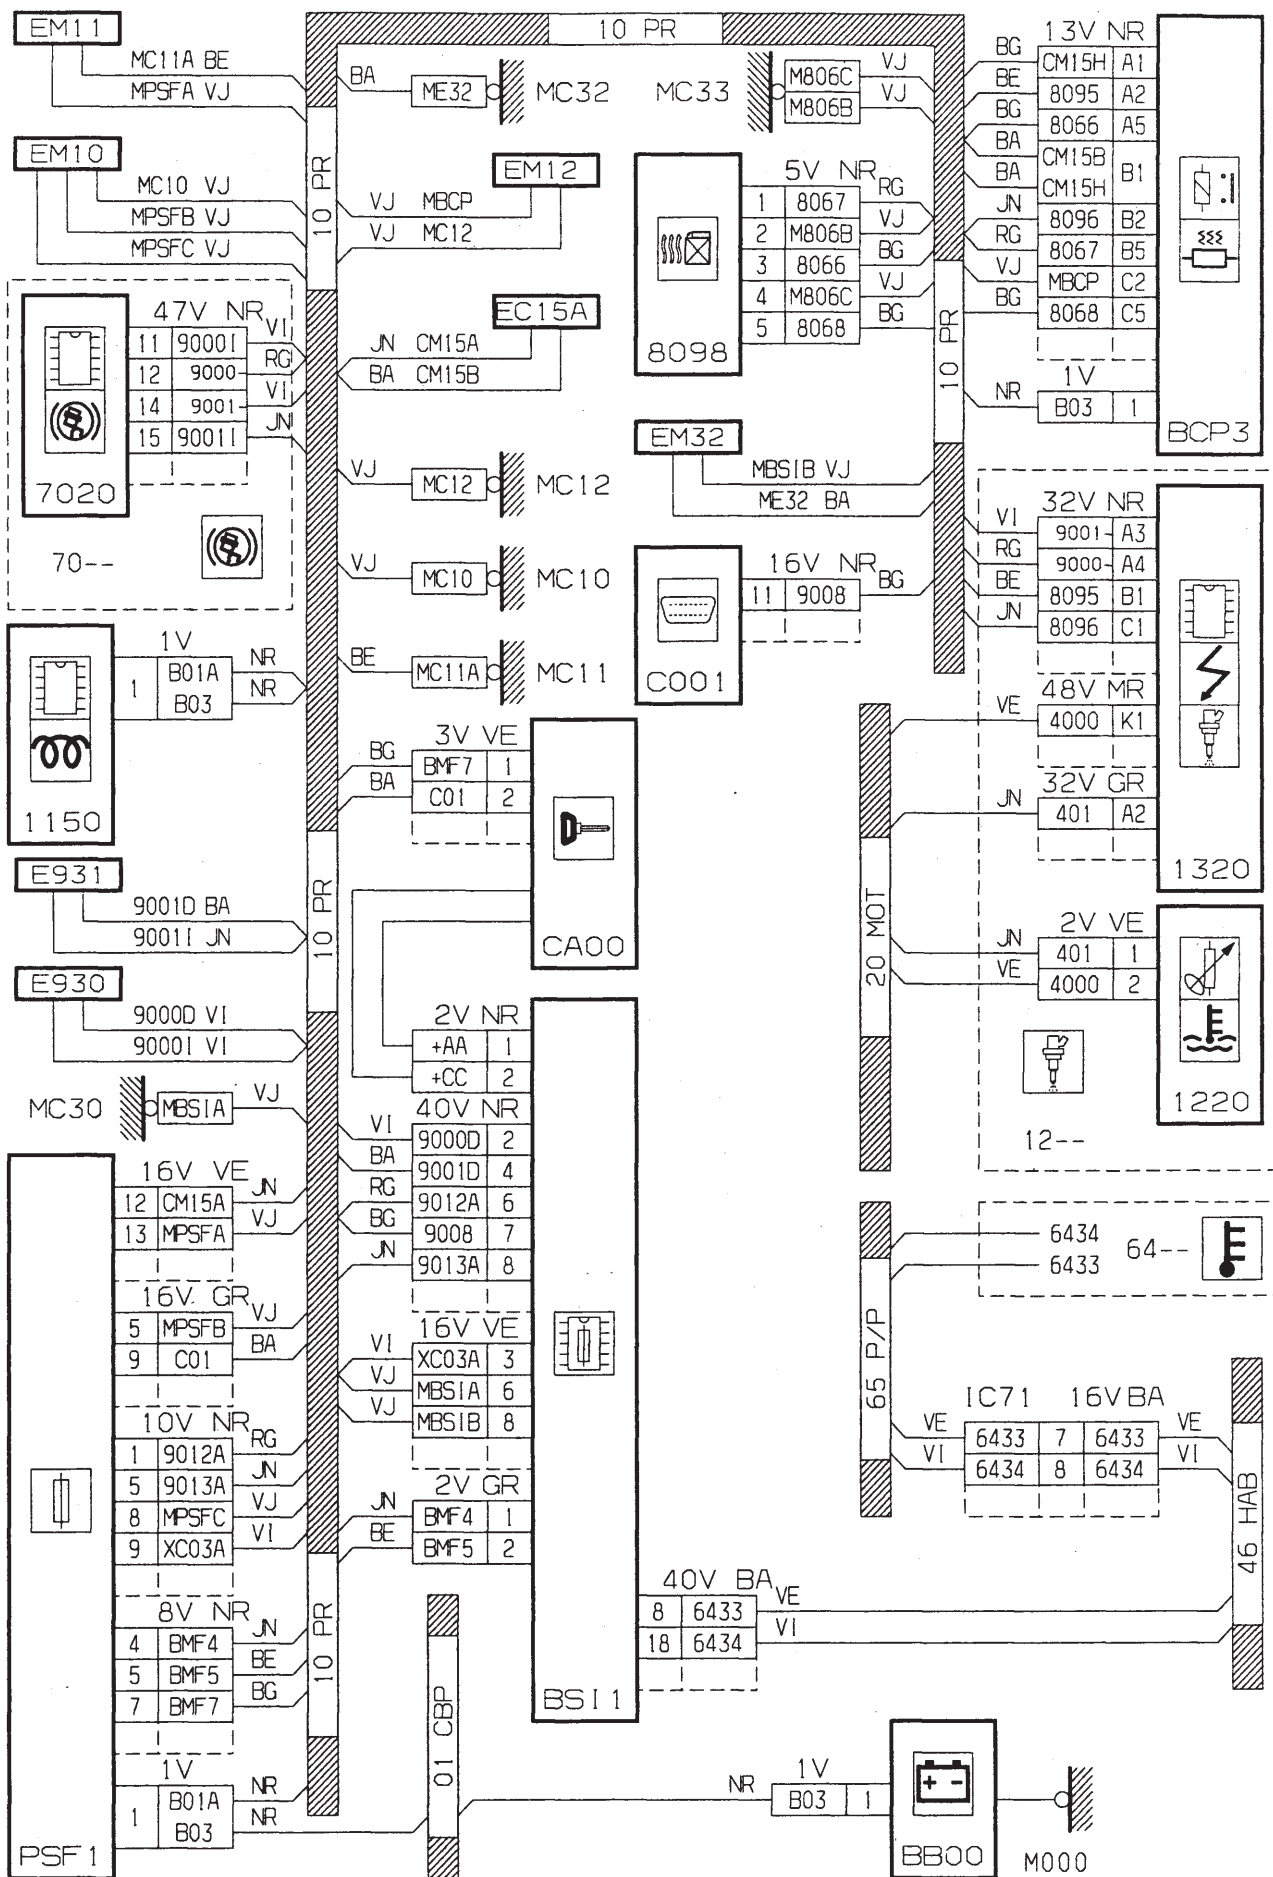 EM11
MC11A BE
MPSFA VJ
EM10
MC10 VJ
MPSFB VJ
MPSFC VJ
10 PR
10 PR
BA ME32 MC32
MC33
M806C VJ
M806B VJ
EM12
VJ MBCP
VJ MC12
EC15A
JN CM15A
BA CM15B
13V NR
BG CM15H A1
BE 8095 A2
BG 8066 A5
BA CM15B B1
BA CM15H
JN 8096 B2
RG 8067 B5
VJ MBCP C2
BG 8068 C5
1V
NR B03 1
BCP3
5V NR
1 8067 RG
2 M806B VJ
3 8066 BG
4 M806C VJ
5 8068 BG
8098
10 PR
47V NR
11 9000I VI
12 9000- RG
14 9001- VI
15 9001I JN
7020
70--
VJ MC12 MC12
VJ MC10 MC10
BE MC11A MC11
EM32
MBSIB VJ
ME32 BA
16V NR
11 9008 BG
C001
32V NR
VI 9001- A3
RG 9000- A4
BE 8095 B1
JN 8096 C1
48V MR
VE 4000 K1
32V GR
JN 401 A2
1320
2V VE
JN 401 1
VE 4000 2
1220
12--
20 MOT
1V
1 B01A NR
B03 NR
1150
3V VE
BG BMF7 1
BA C01 2
CA00
E931
9001D BA
9001I JN
10 PR
E930
9000D VI
9000I VI
MC30 MBSIA VJ
2V NR
+AA 1
+CC 2
40V NR
VI 9000D 2
BA 9001D 4
RG 9012A 6
BG 9008 7
JN 9013A 8
16V VE
VI XC03A 3
VJ MBSIA 6
VJ MBSIB 8
2V GR
JN BMF4 1
BE BMF5 2
40V BA
8 6433 VE
18 6434 VI
BSI1
16V VE
12 CM15A JN
13 MPSFA VJ
16V GR
5 MPSFB VJ
9 C01 BA
10V NR
1 9012A RG
5 9013A JN
8 MPSFC VJ
9 XC03A VI
8V NR
4 BMF4 JN
5 BMF5 BE
7 BMF7 BG
1V
1 B01A NR
B03 NR
PSF1
10 PR
01 CBP
6434
6433
64--
65 P/P
IC71 16V BA
VE 6433 7 6433 VE
VI 6434 8 6434 VI
46 HAB
1V
NR B03 1
BB00
M000